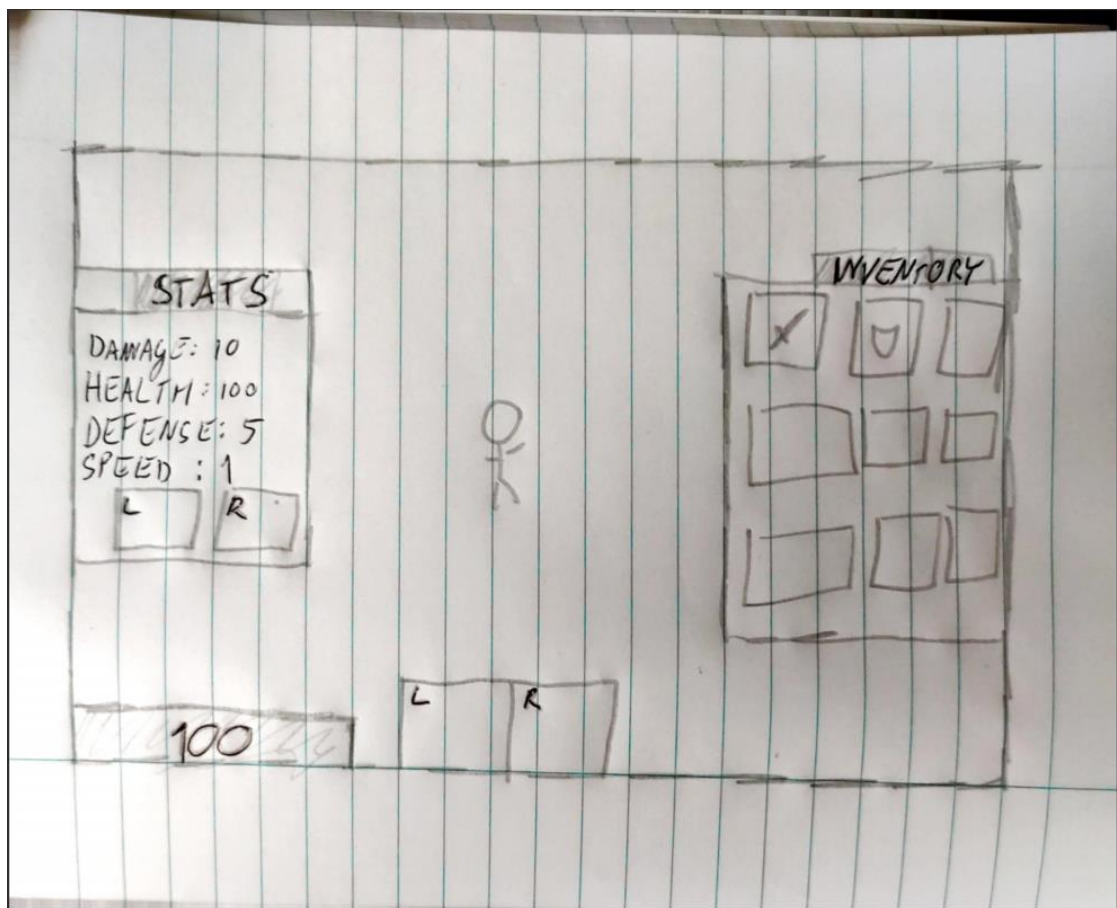 STATS
DAMAGE: 10
HEALTH: 100
DEFENSE: 5
SPEED : 1
L R
INVENTORY
100
L R